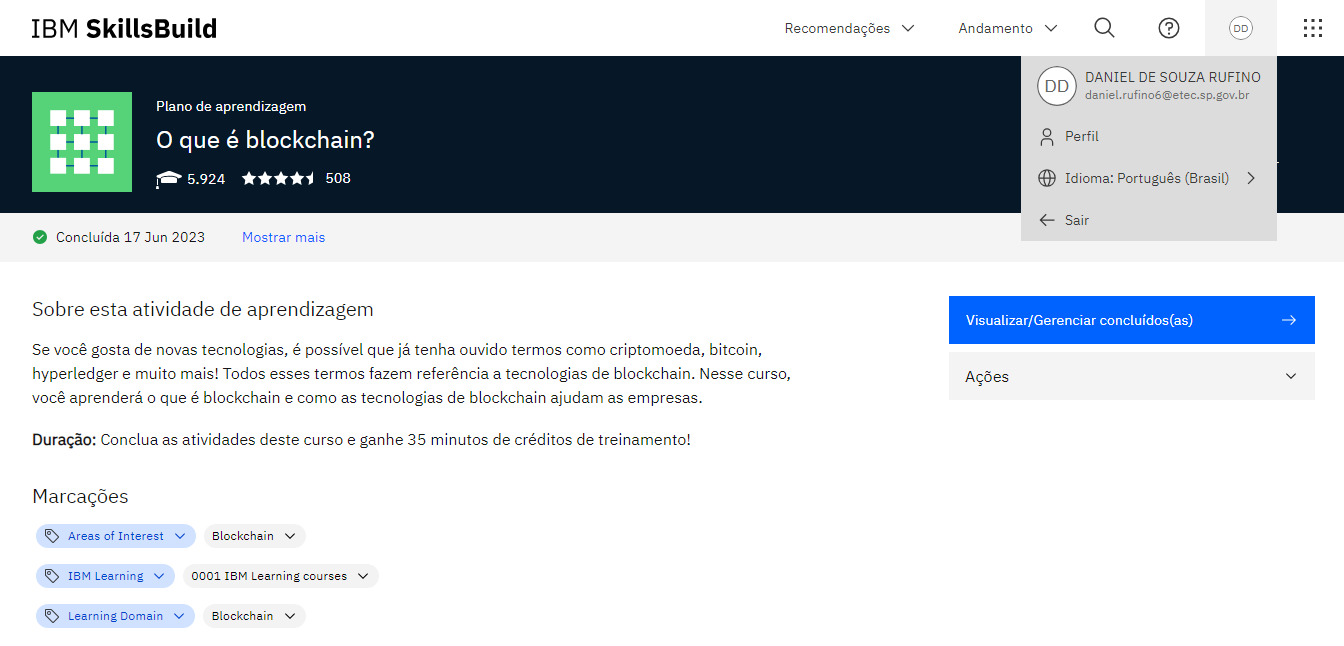 IBM SkillsBuild
Recomendações
Andamento
DD
DD
DANIEL DE SOUZA RUFINO
daniel.rufino6@etec.sp.gov.br
Perfil
Idioma: Português (Brasil)
Sair
Plano de aprendizagem
O que é blockchain?
5.924 508
Concluída 17 Jun 2023 Mostrar mais
Sobre esta atividade de aprendizagem
Se você gosta de novas tecnologias, é possível que já tenha ouvido termos como criptomoeda, bitcoin,
hyperledger e muito mais! Todos esses termos fazem referência a tecnologias de blockchain. Nesse curso,
você aprenderá o que é blockchain e como as tecnologias de blockchain ajudam as empresas.
Duração: Conclua as atividades deste curso e ganhe 35 minutos de créditos de treinamento!
Visualizar/Gerenciar concluídos(as)
Ações
Marcações
Areas of Interest Blockchain
IBM Learning 0001 IBM Learning courses
Learning Domain Blockchain